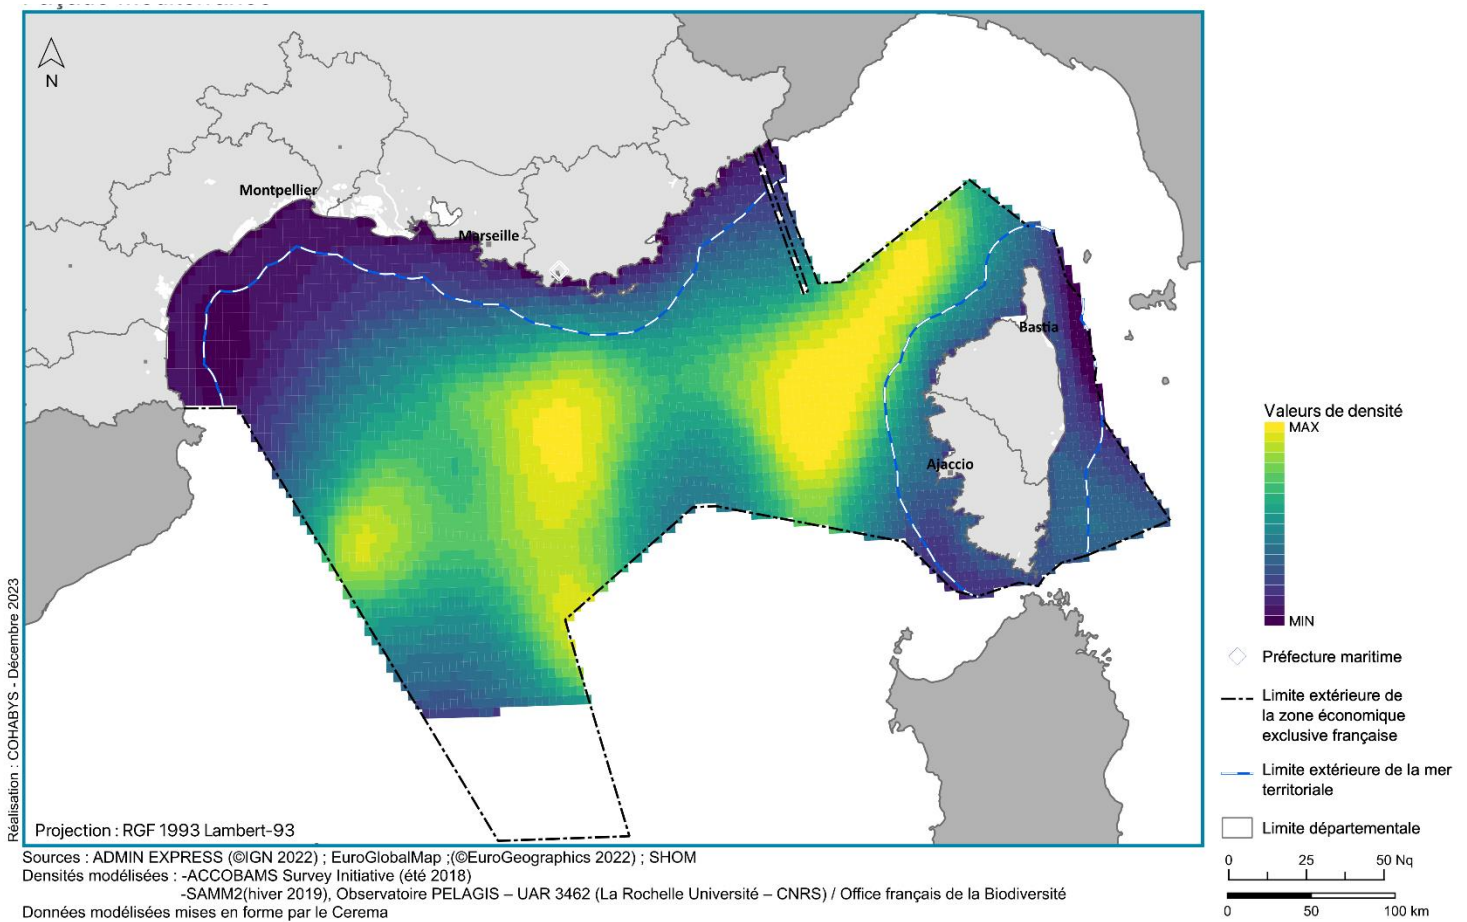 N
Montpellier
Marseille
Bastia
Ajaccio
Valeurs de densité
MAX
MIN
Préfecture maritime
Limite extérieure de
la zone économique
exclusive française
Limite extérieure de la mer
territoriale
Limite départementale
0 25 50 Nq
0 50 100 km
Réalisation : COHABYS - Décembre 2023
Projection : RGF 1993 Lambert-93
Sources : ADMIN EXPRESS (©IGN 2022) ; EuroGlobalMap ;(©EuroGeographics 2022) ; SHOM
Densités modélisées : -ACCOBAMS Survey Initiative (été 2018)
-SAMM2(hiver 2019), Observatoire PELAGIS – UAR 3462 (La Rochelle Université – CNRS) / Office français de la Biodiversité
Données modélisées mises en forme par le Cerema